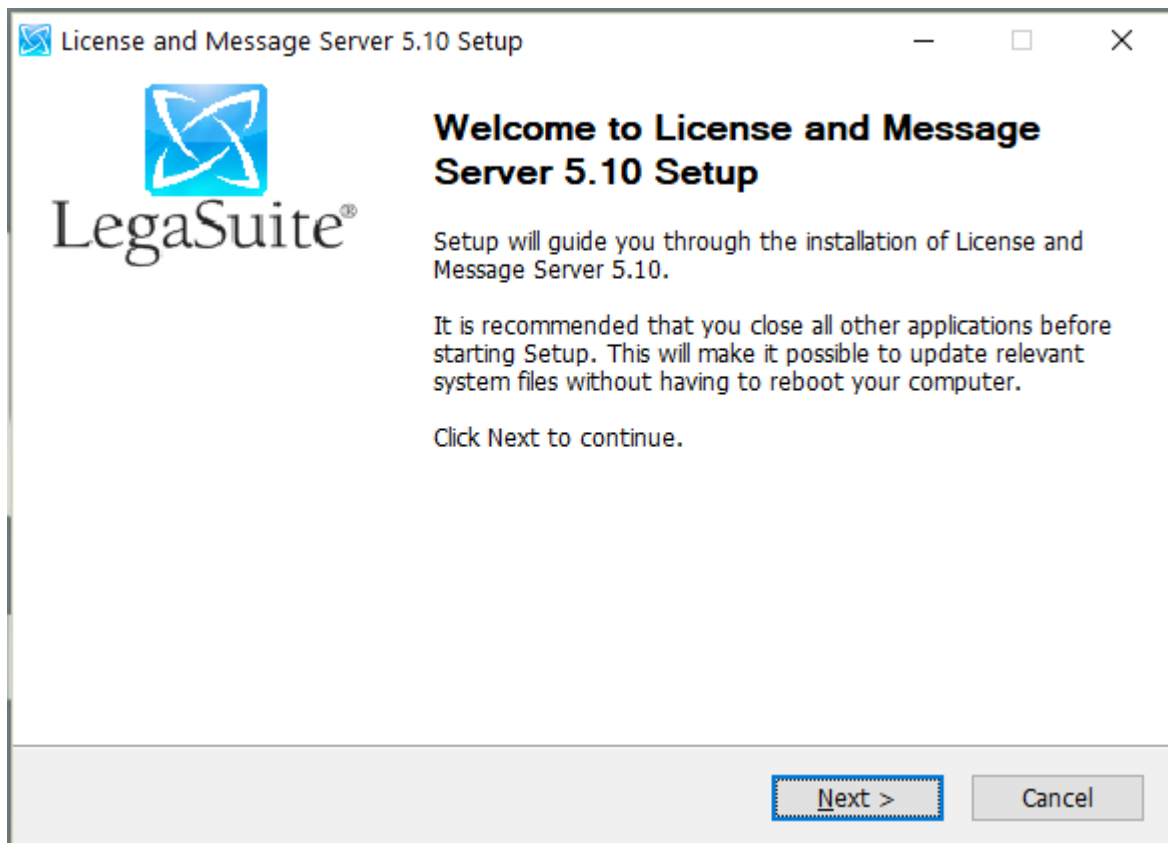 License and Message Server 5.10 Setup
LegaSuite®
Welcome to License and Message
Server 5.10 Setup
Setup will guide you through the installation of License and
Message Server 5.10.
It is recommended that you close all other applications before
starting Setup. This will make it possible to update relevant
system files without having to reboot your computer.
Click Next to continue.
Next >
Cancel